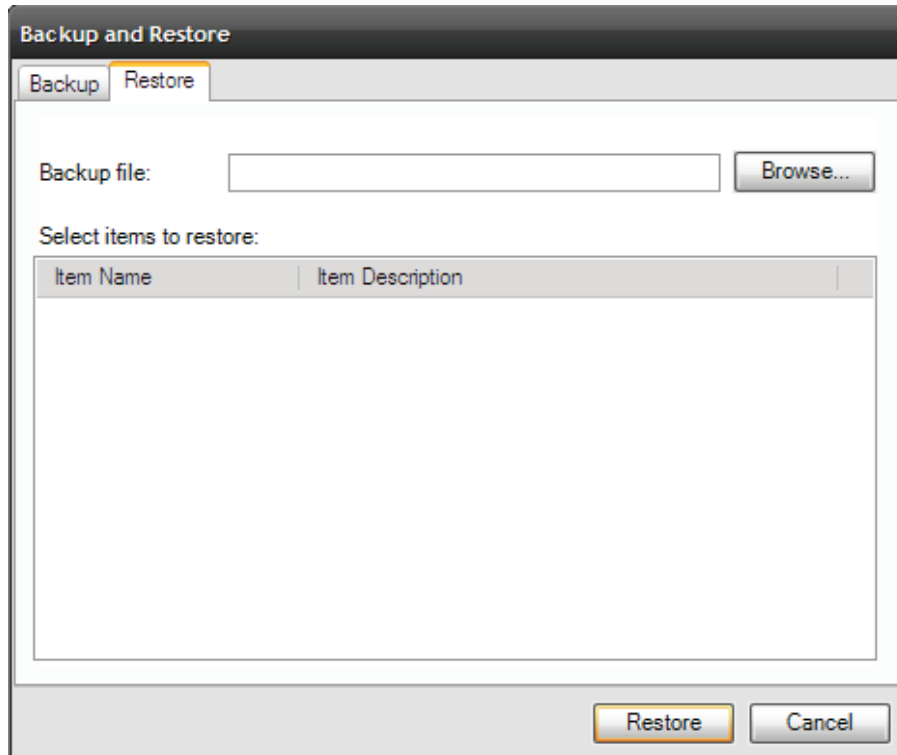 Backup and Restore
Backup Restore
Backup file: Browse...
Select items to restore:
Item Name Item Description
Restore Cancel